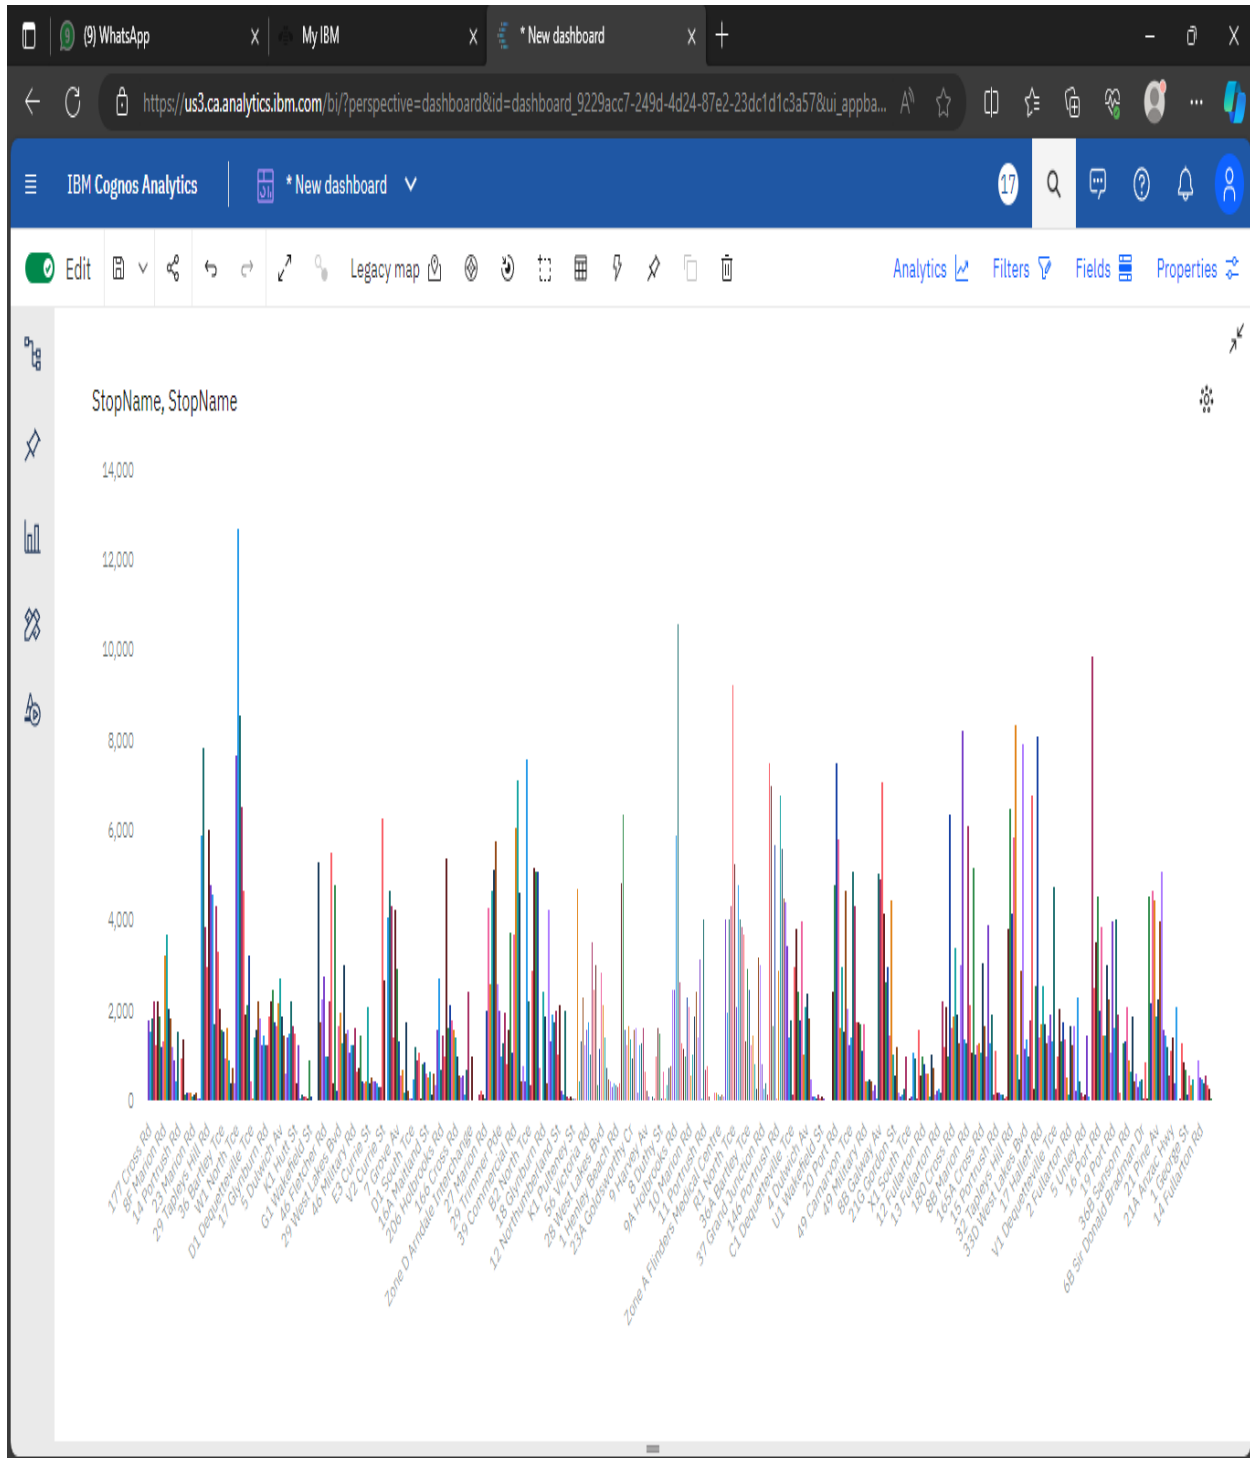 (9) WhatsApp
My IBM
* New dashboard
https://us3.ca.analytics.ibm.com/bi/?perspective=dashboard&id=dashboard_9229acc7-249d-4d24-87e2-23dc1d1c3a57&ui_appba...
IBM Cognos Analytics
* New dashboard
17
Edit
Legacy map
Analytics
Filters
Fields
Properties
StopName, StopName
14,000
12,000
10,000
8,000
6,000
4,000
2,000
0
177 Cross Rd
8F Marion Rd
14 Portrush Rd
23 Marion Rd
29 Tapleys Hill Rd
36 Bartley Tce
W1 North Tce
D1 Dequetteville Tce
Glynburn Rd
5 Dulwich Av
K1 Hutt St
G1 Wakefield St
46 Fletcher Rd
29 West Lakes Bvd
46 Military Rd
E3 Currie St
V2 Currie St
7 Grove Av
D1 South Tce
16A Maitland St
206 Holbrooks Rd
166 Cross Rd
Zone D Arndale Interchange
27 Marion Rd
29 Trimmer Pde
39 Commercial Rd
B2 North Tce
18 Glynburn Rd
12 Northumberland St
K1 Pulteney St
5A Victoria Rd
28 West Lakes Bvd
1 Henley Beach Rd
23A Goldsworthy Cr
9 Harvey Av
8 Duthy St
9A Holbrooks Rd
10 Marion Rd
11 Portrush Rd
Zone A Flinders Medical Centre
R1 North Tce
36A Bartley Tce
37 Grand Junction Rd
146 Portrush Rd
C1 Dequetteville Tce
4 Dulwich Av
U1 Wakefield St
20 Port Rd
49 Carnarvon Tce
49 Military Rd
88 Galway Av
21G Gordon St
X1 South Tce
12 Fullarton Rd
13 Fullarton Rd
180 Cross Rd
8B Marion Rd
165A Cross Rd
15 Portrush Rd
32 Tapleys Hill Rd
33D West Lakes Bvd
17 Hallett Rd
V1 Dequetteville Tce
2 Fullarton Rd
5 Unley Rd
16 Port Rd
19 Port Rd
36D Sansom Rd
6B Sir Donald Bradman Dr
21 Pine Av
21A Anzac Hwy
1 George St
14 Fullarton Rd